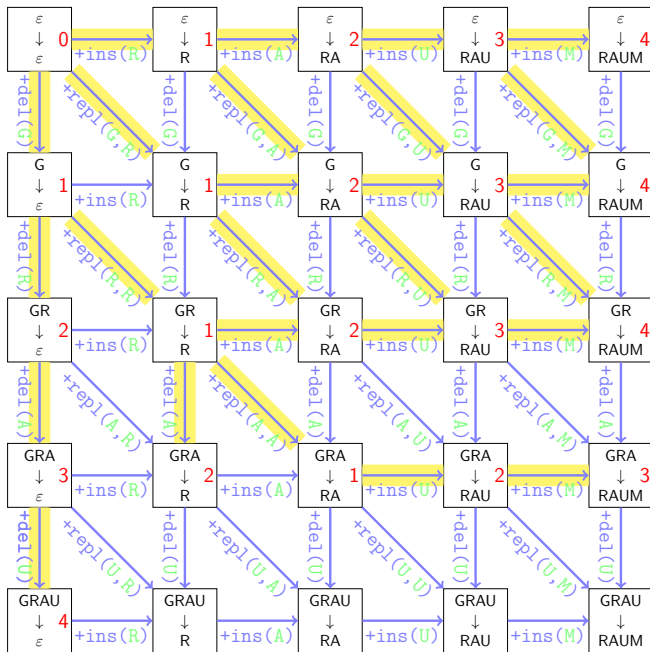 ε ε ε ε ε
↓ 0 ↓ 1 ↓ 2 ↓ 3 ↓ 4
ε R RA RAU RAUM
+ins(R) +ins(A) +ins(U) +ins(M)
+del(G) +repl(G,R) +del(G) +repl(G,A) +del(G) +repl(G,U) +del(G) +repl(G,M) +del(G)
G G G G G
↓ 1 ↓ 1 ↓ 2 ↓ 3 ↓ 4
ε R RA RAU RAUM
+ins(R) +ins(A) +ins(U) +ins(M)
+del(R) +repl(R,R) +del(R) +repl(R,A) +del(R) +repl(R,U) +del(R) +repl(R,M) +del(R)
GR GR GR GR GR
↓ 2 ↓ 1 ↓ 2 ↓ 3 ↓ 4
ε R RA RAU RAUM
+ins(R) +ins(A) +ins(U) +ins(M)
+del(A) +repl(A,R) +del(A) +repl(A,A) +del(A) +repl(A,U) +del(A) +repl(A,M) +del(A)
GRA GRA GRA GRA GRA
↓ 3 ↓ 2 ↓ 1 ↓ 2 ↓ 3
ε R RA RAU RAUM
+ins(R) +ins(A) +ins(U) +ins(M)
+del(U) +repl(U,R) +del(U) +repl(U,A) +del(U) +repl(U,U) +del(U) +repl(U,M) +del(U)
GRAU GRAU GRAU GRAU GRAU
↓ 4 ↓ ↓ ↓ ↓
ε R RA RAU RAUM
+ins(R) +ins(A) +ins(U) +ins(M)